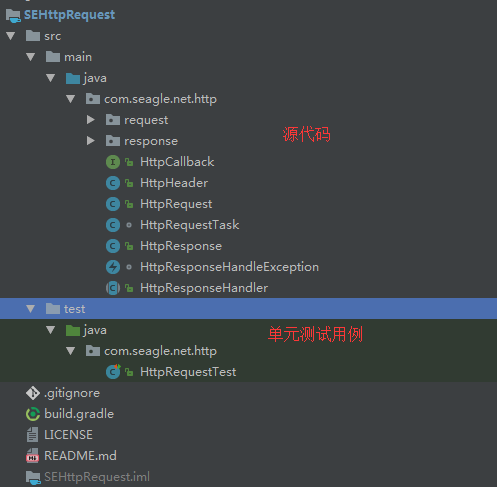 SEHttpRequest
src
main
java
com.seagle.net.http
request
response
源代码
HttpCallback
HttpHeader
HttpRequest
HttpRequestTask
HttpResponse
HttpResponseHandleException
HttpResponseHandler
test
java
单元测试用例
com.seagle.net.http
HttpRequestTest
.gitignore
build.gradle
LICENSE
README.md
SEHttpRequest.iml